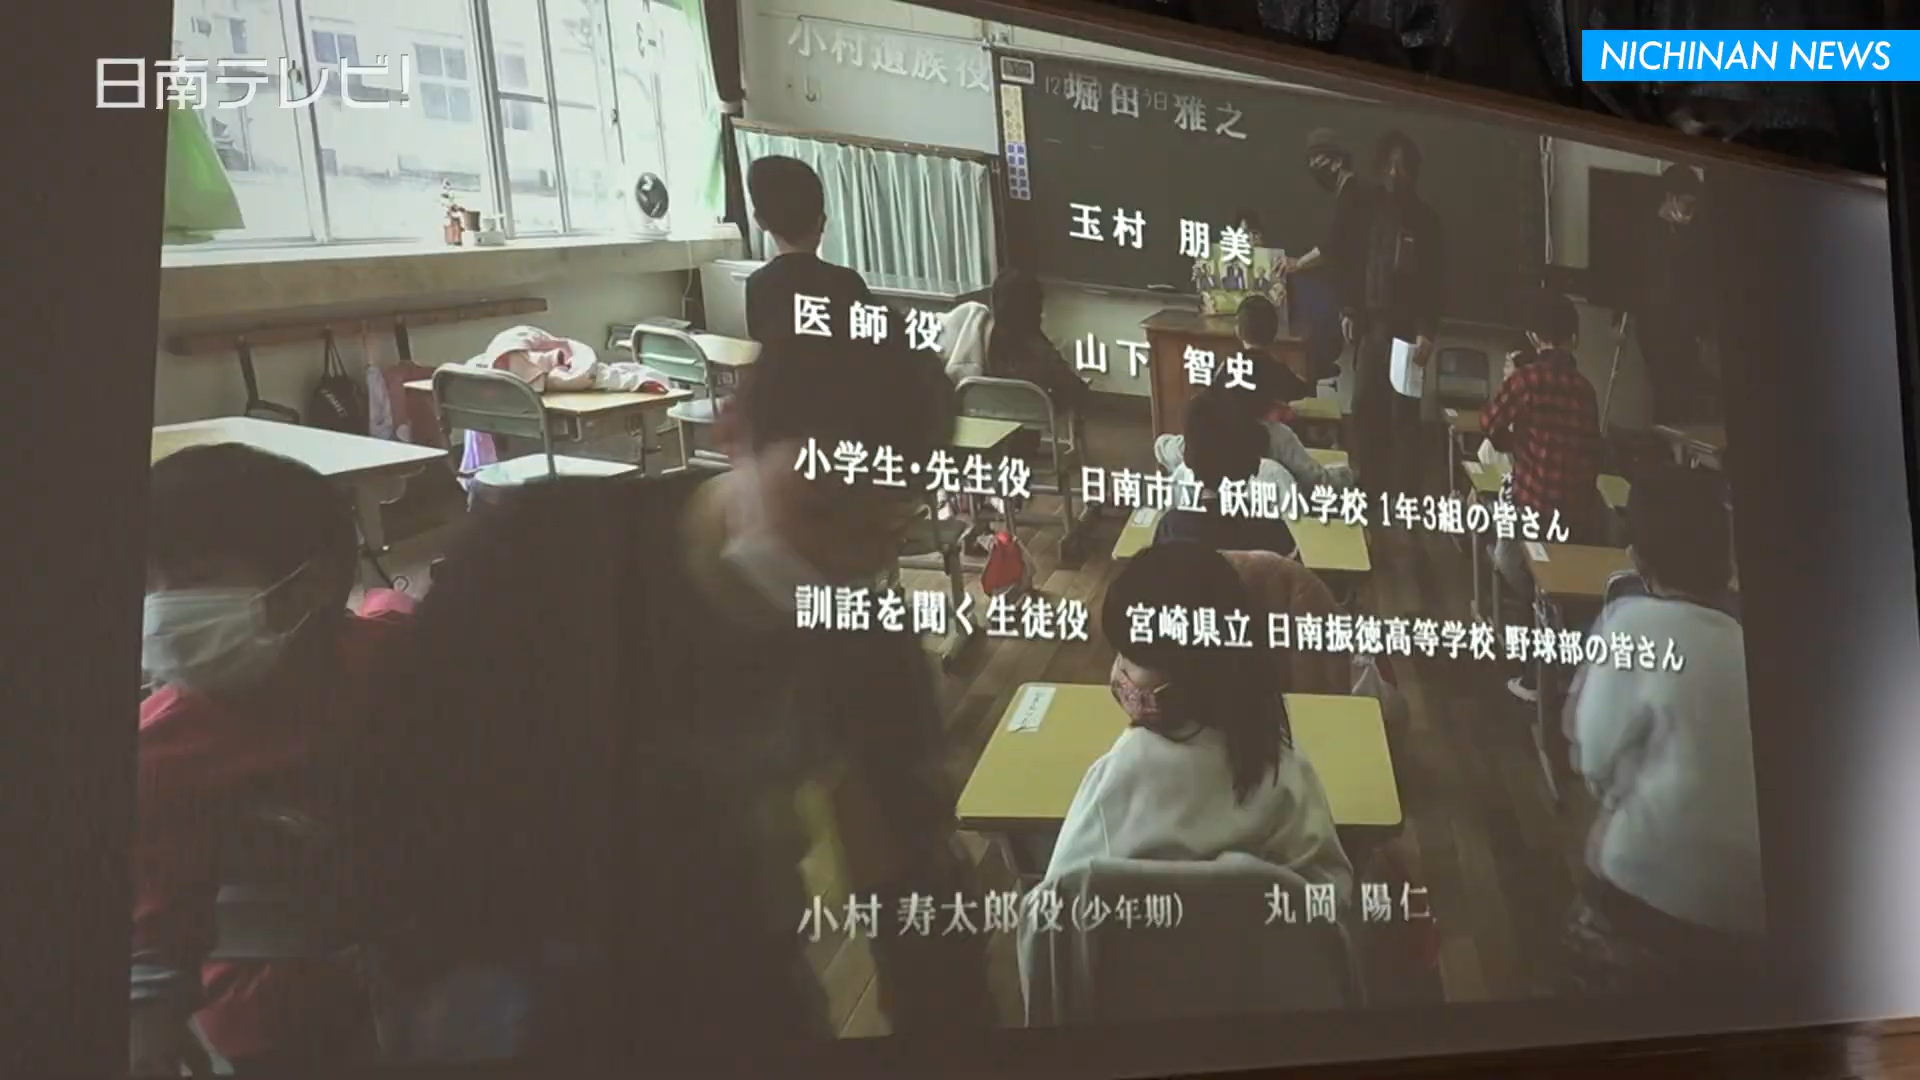 日南テレビ!
NICHINAN NEWS
小村遺族役 堀田 雅之
玉村 朋美
医師役 山下 智史
小学生・先生役 日南市立 飫肥小学校 1年3組の皆さん
訓話を聞く生徒役 宮崎県立 日南振徳高等学校 野球部の皆さん
小村 寿太郎役(少年期) 丸岡 陽仁